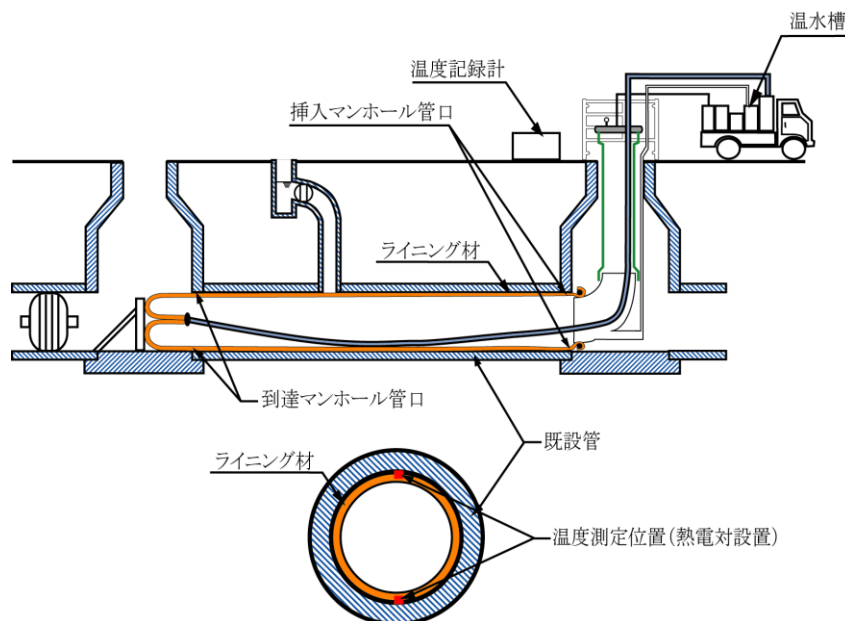 温水槽
温度記録計
挿入マンホール管口
ライニング材
到達マンホール管口
既設管
ライニング材
温度測定位置(熱電対設置)